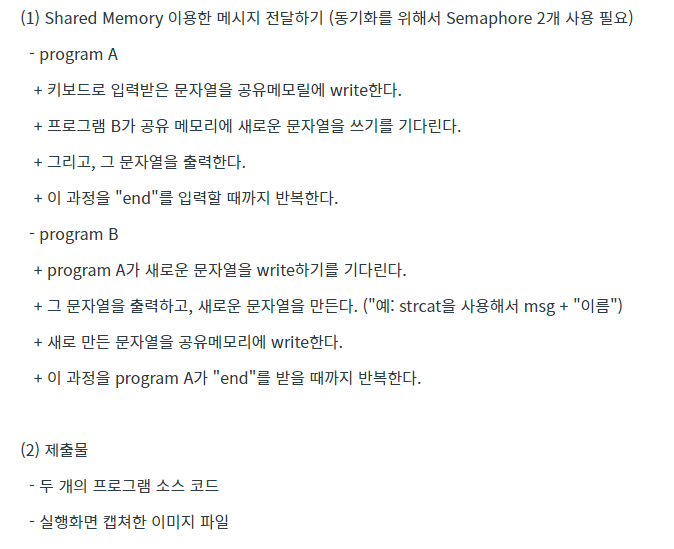 (1) Shared Memory 이용한 메시지 전달하기 (동기화를 위해서 Semaphore 2개 사용 필요)
- program A
+ 키보드로 입력받은 문자열을 공유메모릴에 write한다.
+ 프로그램 B가 공유 메모리에 새로운 문자열을 쓰기를 기다린다.
+ 그리고, 그 문자열을 출력한다.
+ 이 과정을 "end"를 입력할 때까지 반복한다.
- program B
+ program A가 새로운 문자열을 write하기를 기다린다.
+ 그 문자열을 출력하고, 새로운 문자열을 만든다. ("예: strcat을 사용해서 msg + "이름")
+ 새로 만든 문자열을 공유메모리에 write한다.
+ 이 과정을 program A가 "end"를 받을 때까지 반복한다.
(2) 제출물
- 두 개의 프로그램 소스 코드
- 실행화면 캡쳐한 이미지 파일